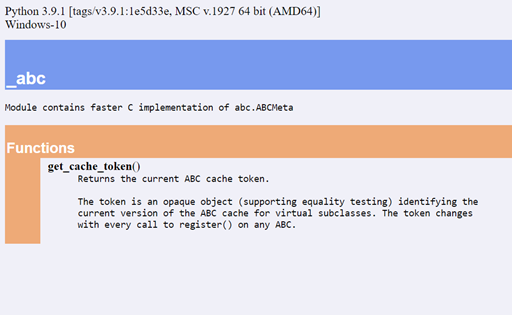 Python 3.9.1 [tags/v3.9.1:1e5d33e, MSC v.1927 64 bit (AMD64)]
Windows-10
_abc
Module contains faster C implementation of abc.ABCMeta
Functions
get_cache_token()
Returns the current ABC cache token.
The token is an opaque object (supporting equality testing) identifying the
current version of the ABC cache for virtual subclasses. The token changes
with every call to register() on any ABC.